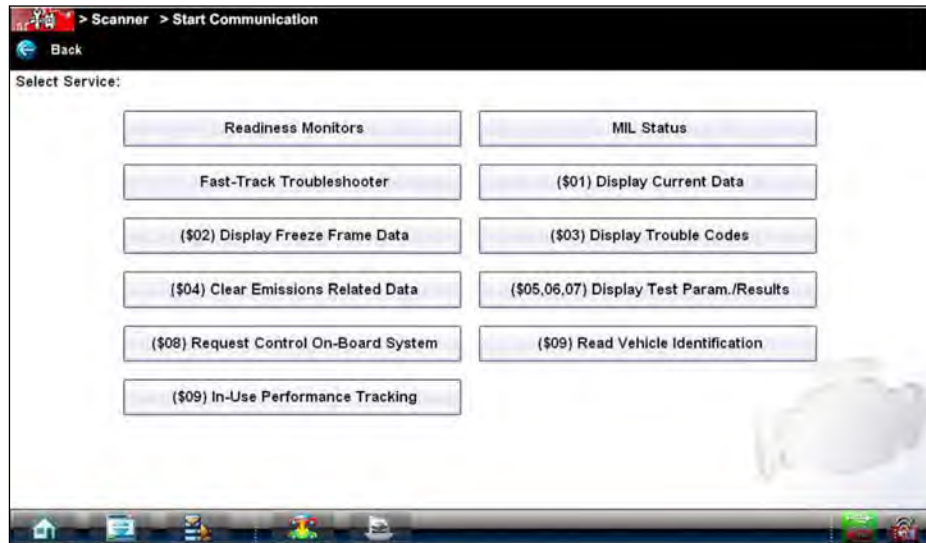 > Scanner > Start Communication
Back
Select Service:
Readiness Monitors
MIL Status
Fast-Track Troubleshooter
($01) Display Current Data
($02) Display Freeze Frame Data
($03) Display Trouble Codes
($04) Clear Emissions Related Data
($05,06,07) Display Test Param./Results
($08) Request Control On-Board System
($09) Read Vehicle Identification
($09) In-Use Performance Tracking